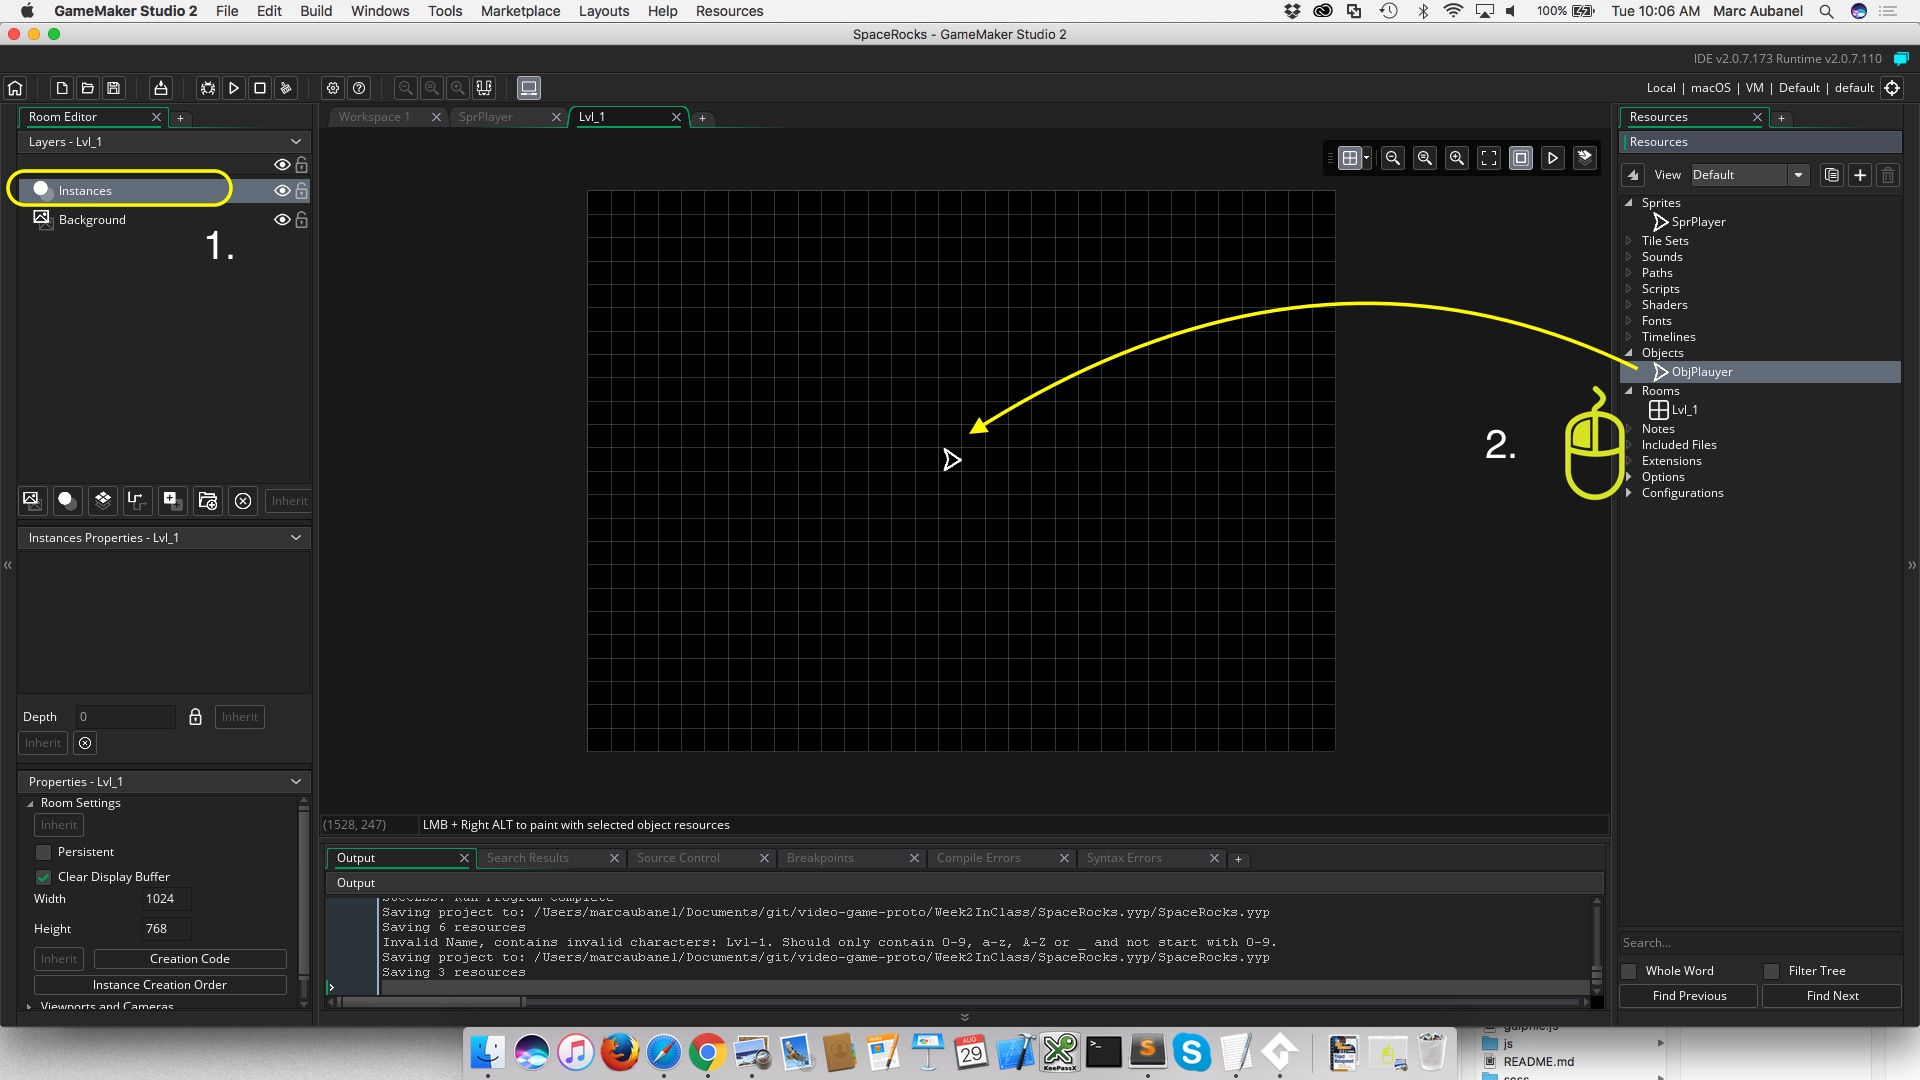 GameMaker Studio 2 File Edit Build Windows Tools Marketplace Layouts Help Resources 100% Tue 10:06 AM Marc Aubanel
SpaceRocks - GameMaker Studio 2
IDE v2.0.7.173 Runtime v2.0.7.110
Local | macOS | VM | Default | default
Room Editor
Workspace 1 SprPlayer Lvl_1
Resources
Layers - Lvl_1
Resources
Instances
Background
1.
View Default
Sprites
SprPlayer
Tile Sets
Sounds
Paths
Scripts
Shaders
Fonts
Timelines
Objects
ObjPlauyer
Rooms
Lvl_1
Notes
Included Files
Extensions
Options
Configurations
2.
Inherit
Instances Properties - Lvl_1
Depth 0 Inherit
Inherit
Properties - Lvl_1
Room Settings
Inherit
Persistent
Clear Display Buffer
Width 1024
Height 768
Inherit Creation Code
Instance Creation Order
Viewports and Cameras
(1528, 247) LMB + Right ALT to paint with selected object resources
Output Search Results Source Control Breakpoints Compile Errors Syntax Errors
Output
SUCCESS: Run Program Complete
Saving project to: /Users/marcaubanel/Documents/git/video-game-proto/Week2InClass/SpaceRocks.yyp/SpaceRocks.yyp
Saving 6 resources
Invalid Name, contains invalid characters: Lvl-1. Should only contain 0-9, a-z, A-Z or _ and not start with 0-9.
Saving project to: /Users/marcaubanel/Documents/git/video-game-proto/Week2InClass/SpaceRocks.yyp/SpaceRocks.yyp
Saving 3 resources
Search...
Whole Word Filter Tree
Find Previous Find Next
AUG
29
KeePassX
js
README.md